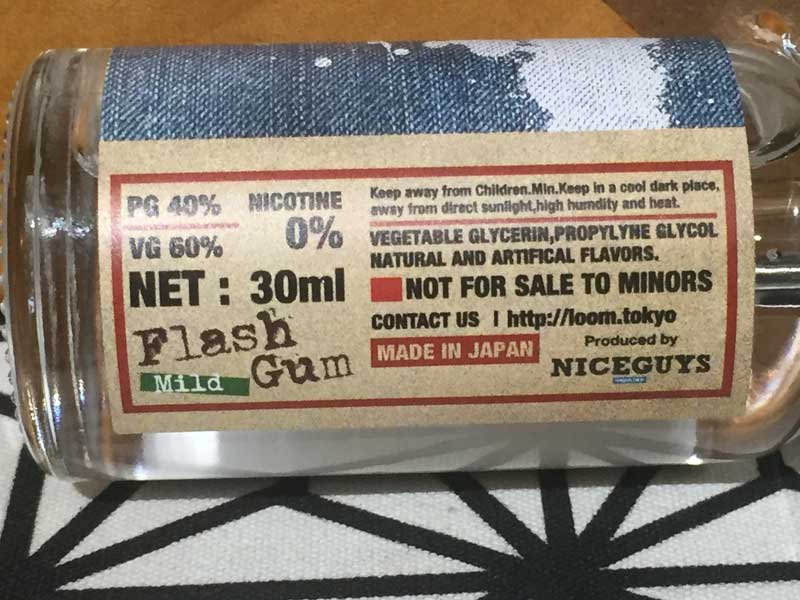 PG 40%
VG 60%
NICOTINE
0%
NET : 30ml
Flash
Mild Gum
Keep away from Children.Min.Keep in a cool dark place,
away from direct sunlight,high humdity and heat.
VEGETABLE GLYCERIN,PROPYLYNE GLYCOL
NATURAL AND ARTIFICAL FLAVORS.
NOT FOR SALE TO MINORS
CONTACT US | http://loom.tokyo
MADE IN JAPAN
Produced by
NICEGUYS